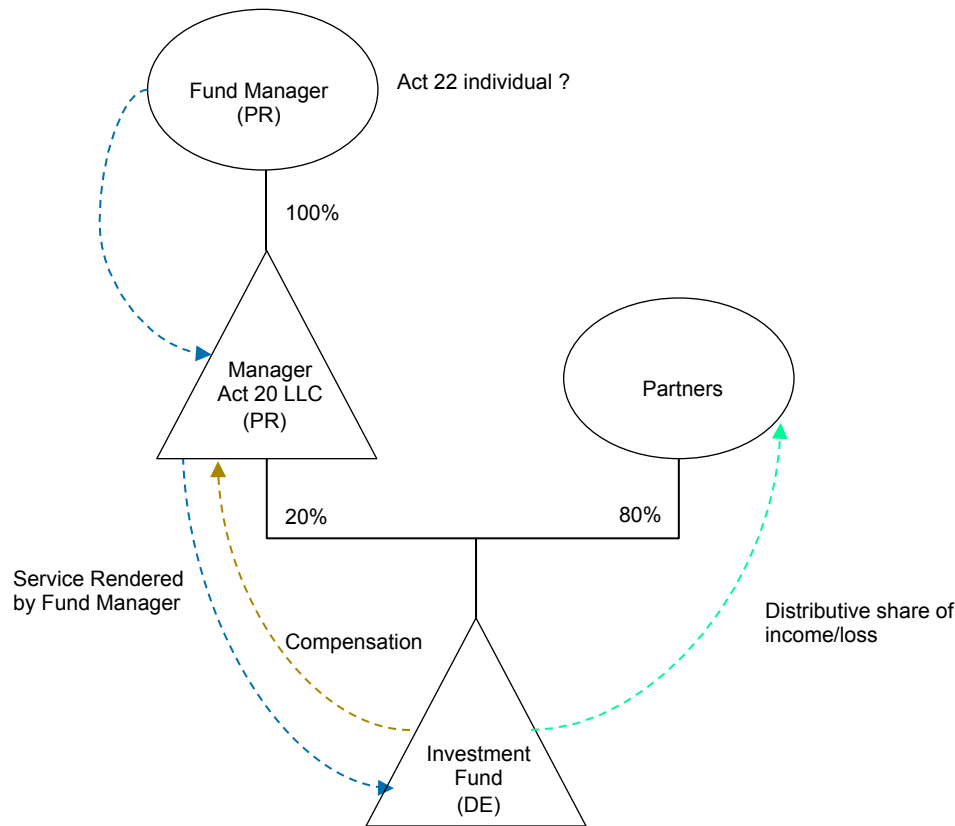 Fund Manager
(PR)
Act 22 individual ?
100%
Manager
Act 20 LLC
(PR)
Partners
20%
80%
Service Rendered
by Fund Manager
Compensation
Distributive share of
income/loss
Investment
Fund
(DE)